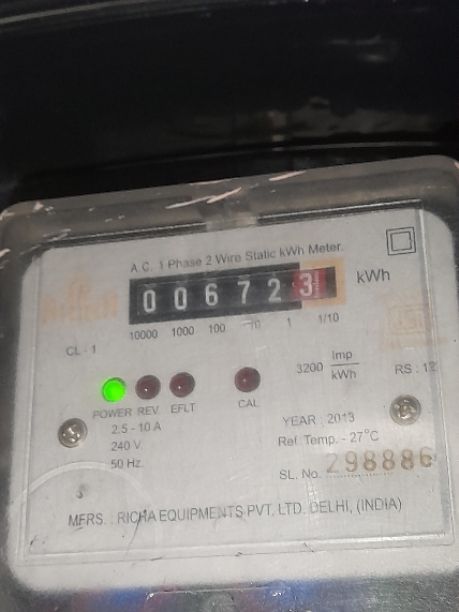 A.C. 1 Phase 2 Wire Static kWh Meter.
0 0 6 7 2 3 kWh
10000 1000 100 10 1 1/10
CL - 1
3200 Imp/kWh
RS : 12
POWER REV. EFLT CAL
2.5 - 10 A
240 V.
50 Hz.
YEAR : 2013
Ref. Temp. - 27°C
SL. No. 298886
MFRS. : RICHA EQUIPMENTS PVT. LTD. DELHI, (INDIA)